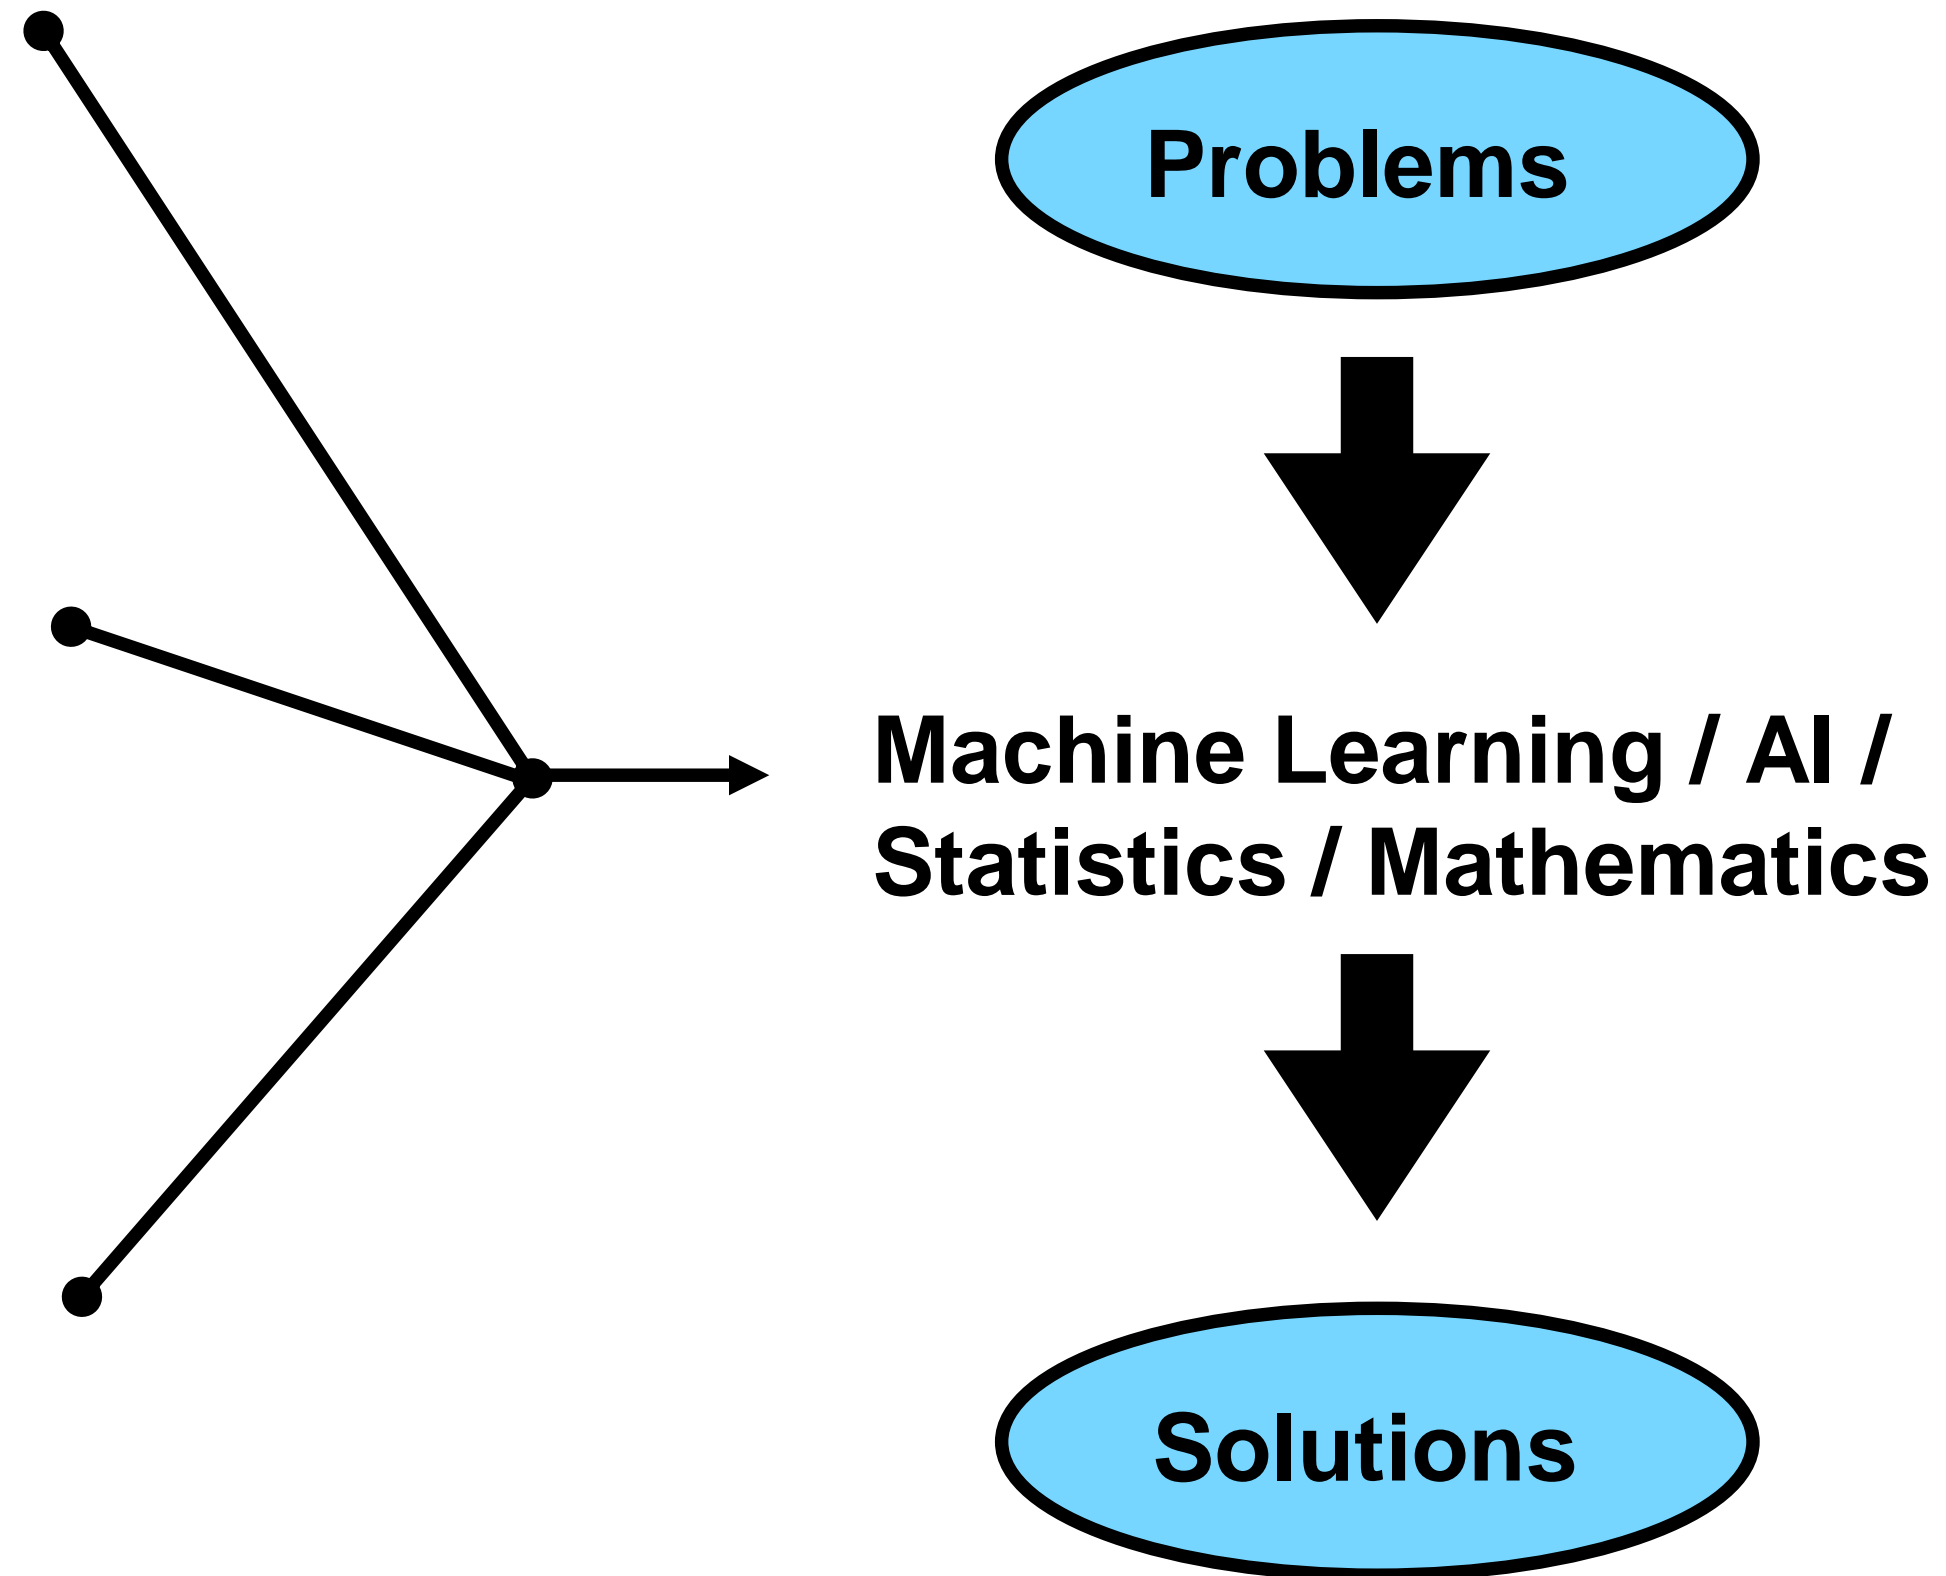 Problems
Machine Learning / AI /
Statistics / Mathematics
Solutions